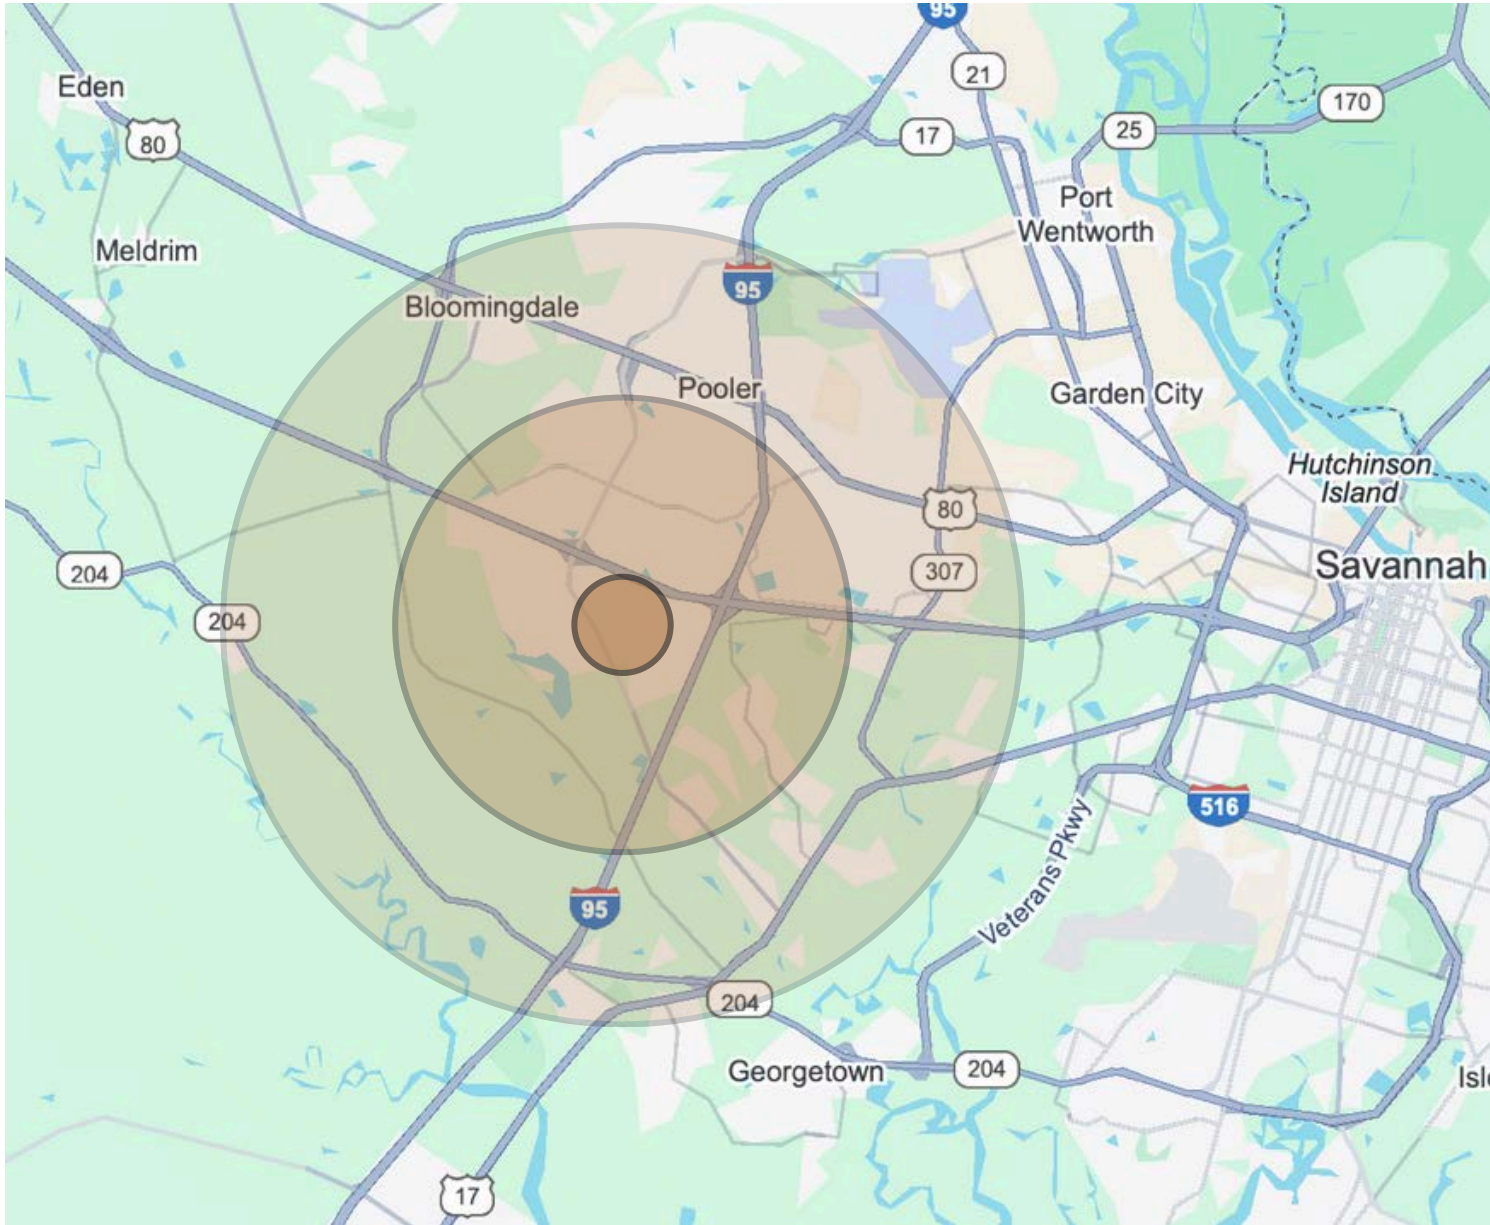 95
21
Eden
170
17
25
80
Port
Wentworth
Meldrim
95
Bloomingdale
Pooler
Garden City
Hutchinson
Island
80
Savannah
204
307
204
516
Veterans Pkwy
95
204
Georgetown
204
Isl
17